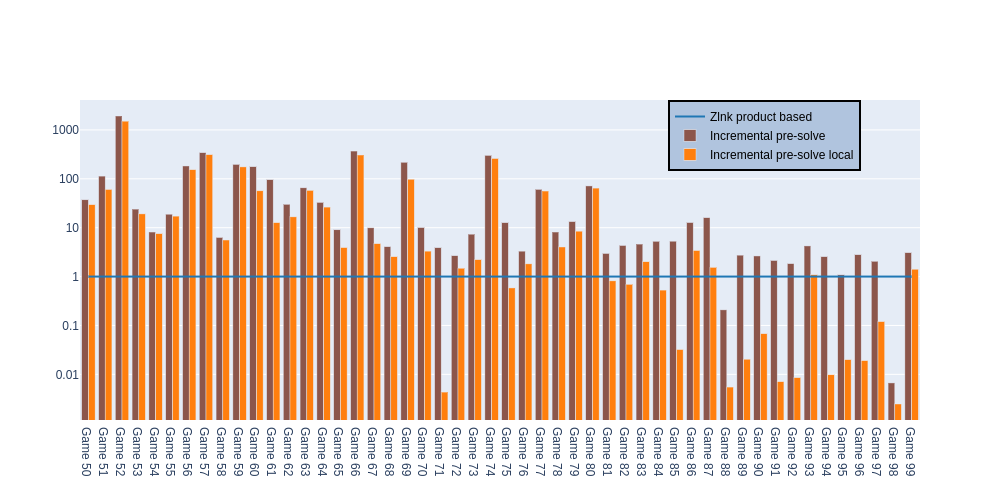 Zlnk product based
Incremental pre-solve
Incremental pre-solve local
1000
100
10
1
0.1
0.01
Game 50
Game 51
Game 52
Game 53
Game 54
Game 55
Game 56
Game 57
Game 58
Game 59
Game 60
Game 61
Game 62
Game 63
Game 64
Game 65
Game 66
Game 67
Game 68
Game 69
Game 70
Game 71
Game 72
Game 73
Game 74
Game 75
Game 76
Game 77
Game 78
Game 79
Game 80
Game 81
Game 82
Game 83
Game 84
Game 85
Game 86
Game 87
Game 88
Game 89
Game 90
Game 91
Game 92
Game 93
Game 94
Game 95
Game 96
Game 97
Game 98
Game 99